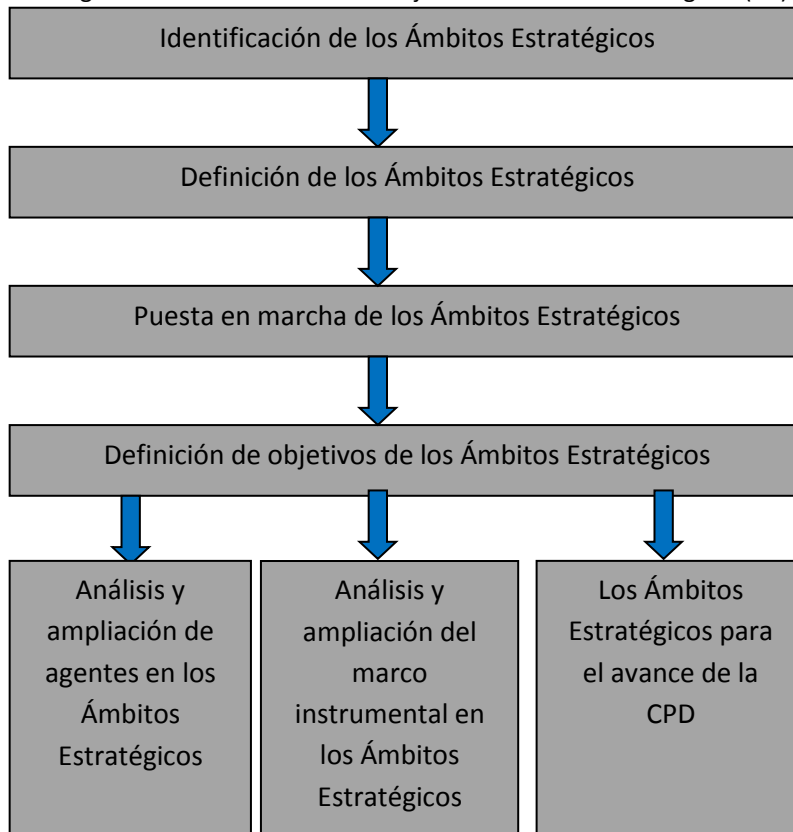 Identificación de los Ámbitos Estratégicos
Definición de los Ámbitos Estratégicos
Puesta en marcha de los Ámbitos Estratégicos
Definición de objetivos de los Ámbitos Estratégicos
Análisis y
ampliación de
agentes en los
Ámbitos
Estratégicos
Análisis y
ampliación del
marco
instrumental en
los Ámbitos
Estratégicos
Los Ámbitos
Estratégicos para
el avance de la
CPD